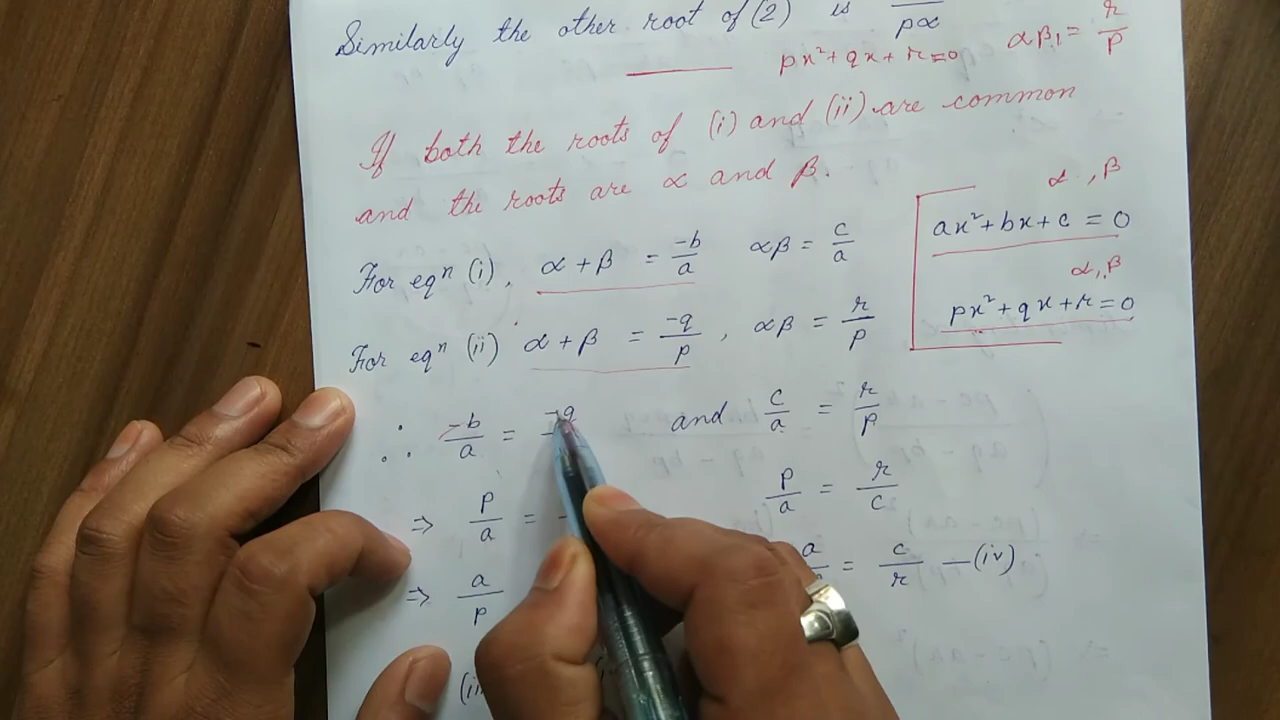 Similarly the other root of (2) is /pα
px²+qx+r=0 αβ₁ = r/p
If both the roots of (i) and (ii) are common
and the roots are α and β.
α, β
ax²+bx+c = 0
α, β
px²+qx+r=0
For eqⁿ (i), α+β = -b/a αβ = c/a
For eqⁿ (ii) α+β = -q/p, αβ = r/p
∴ -b/a = -q and c/a = r/p
⇒ p/a = p/a = r/c
⇒ a/p a = c/r —(iv)